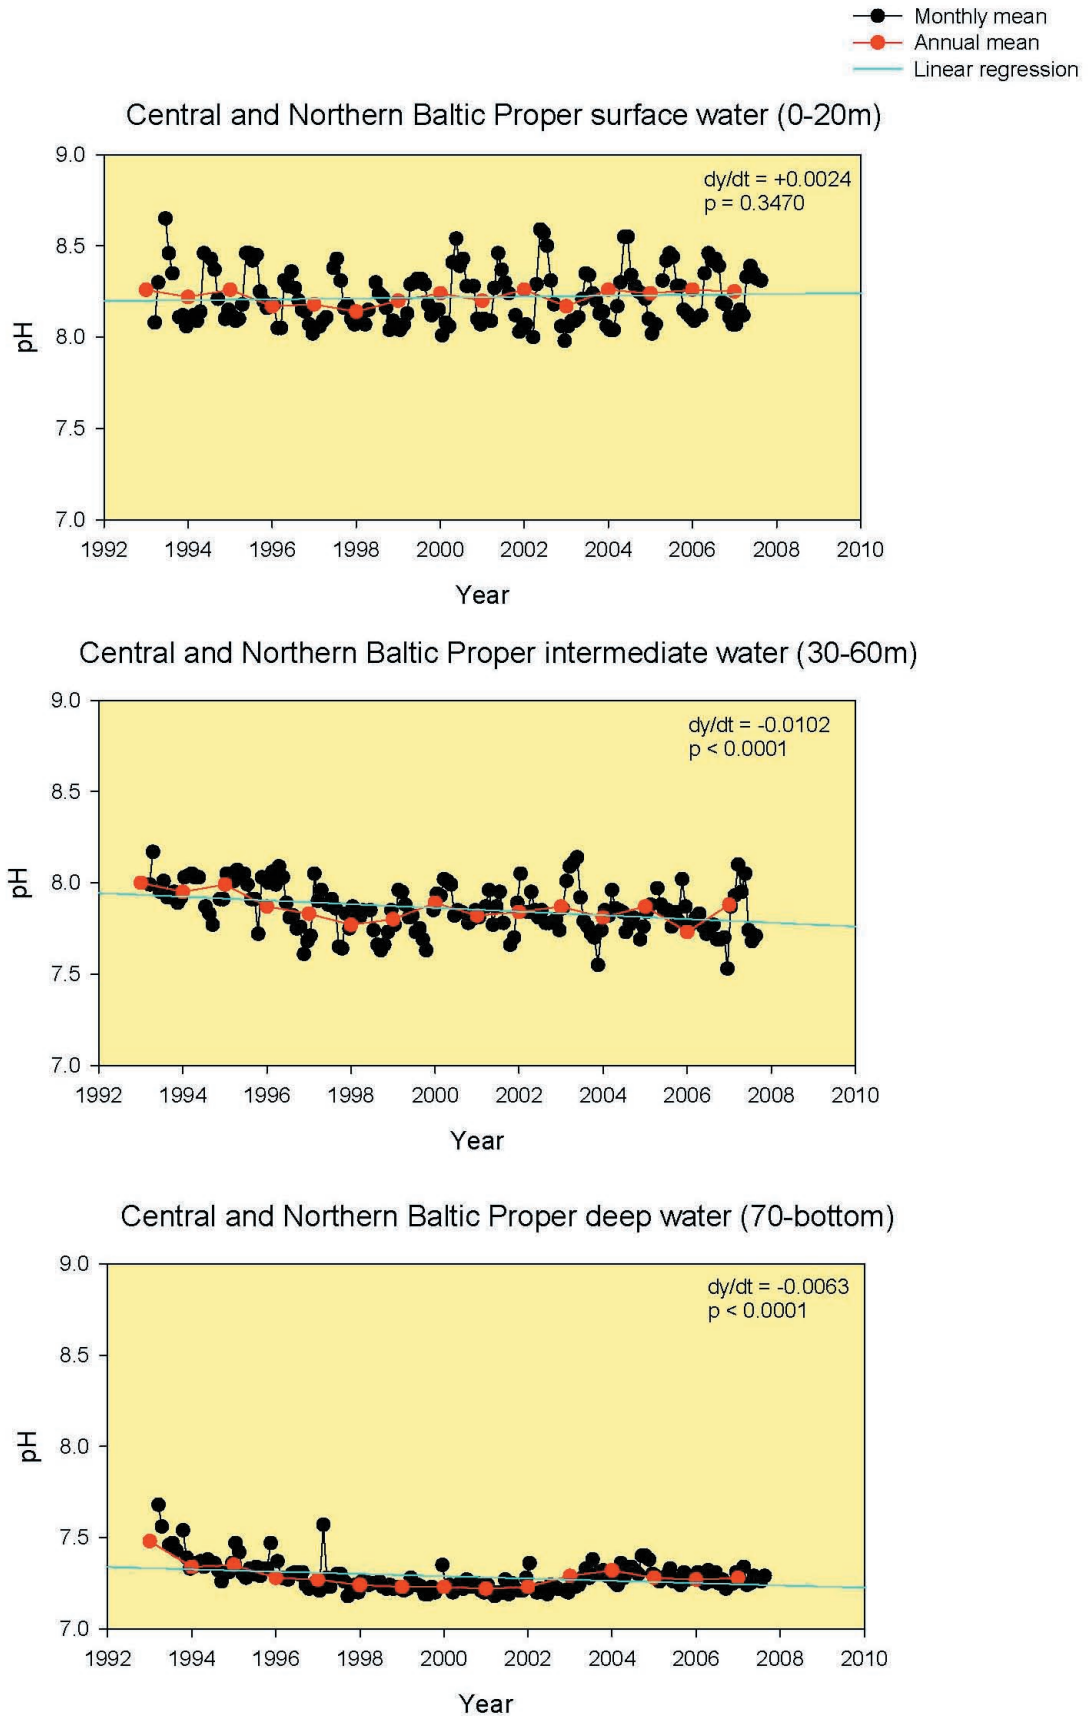 Monthly mean
Annual mean
Linear regression
Central and Northern Baltic Proper surface water (0-20m)
dy/dt = +0.0024
p = 0.3470
9.0
8.5
8.0
7.5
7.0
pH
1992 1994 1996 1998 2000 2002 2004 2006 2008 2010
Year
Central and Northern Baltic Proper intermediate water (30-60m)
dy/dt = -0.0102
p < 0.0001
9.0
8.5
8.0
7.5
7.0
pH
1992 1994 1996 1998 2000 2002 2004 2006 2008 2010
Year
Central and Northern Baltic Proper deep water (70-bottom)
dy/dt = -0.0063
p < 0.0001
9.0
8.5
8.0
7.5
7.0
pH
1992 1994 1996 1998 2000 2002 2004 2006 2008 2010
Year